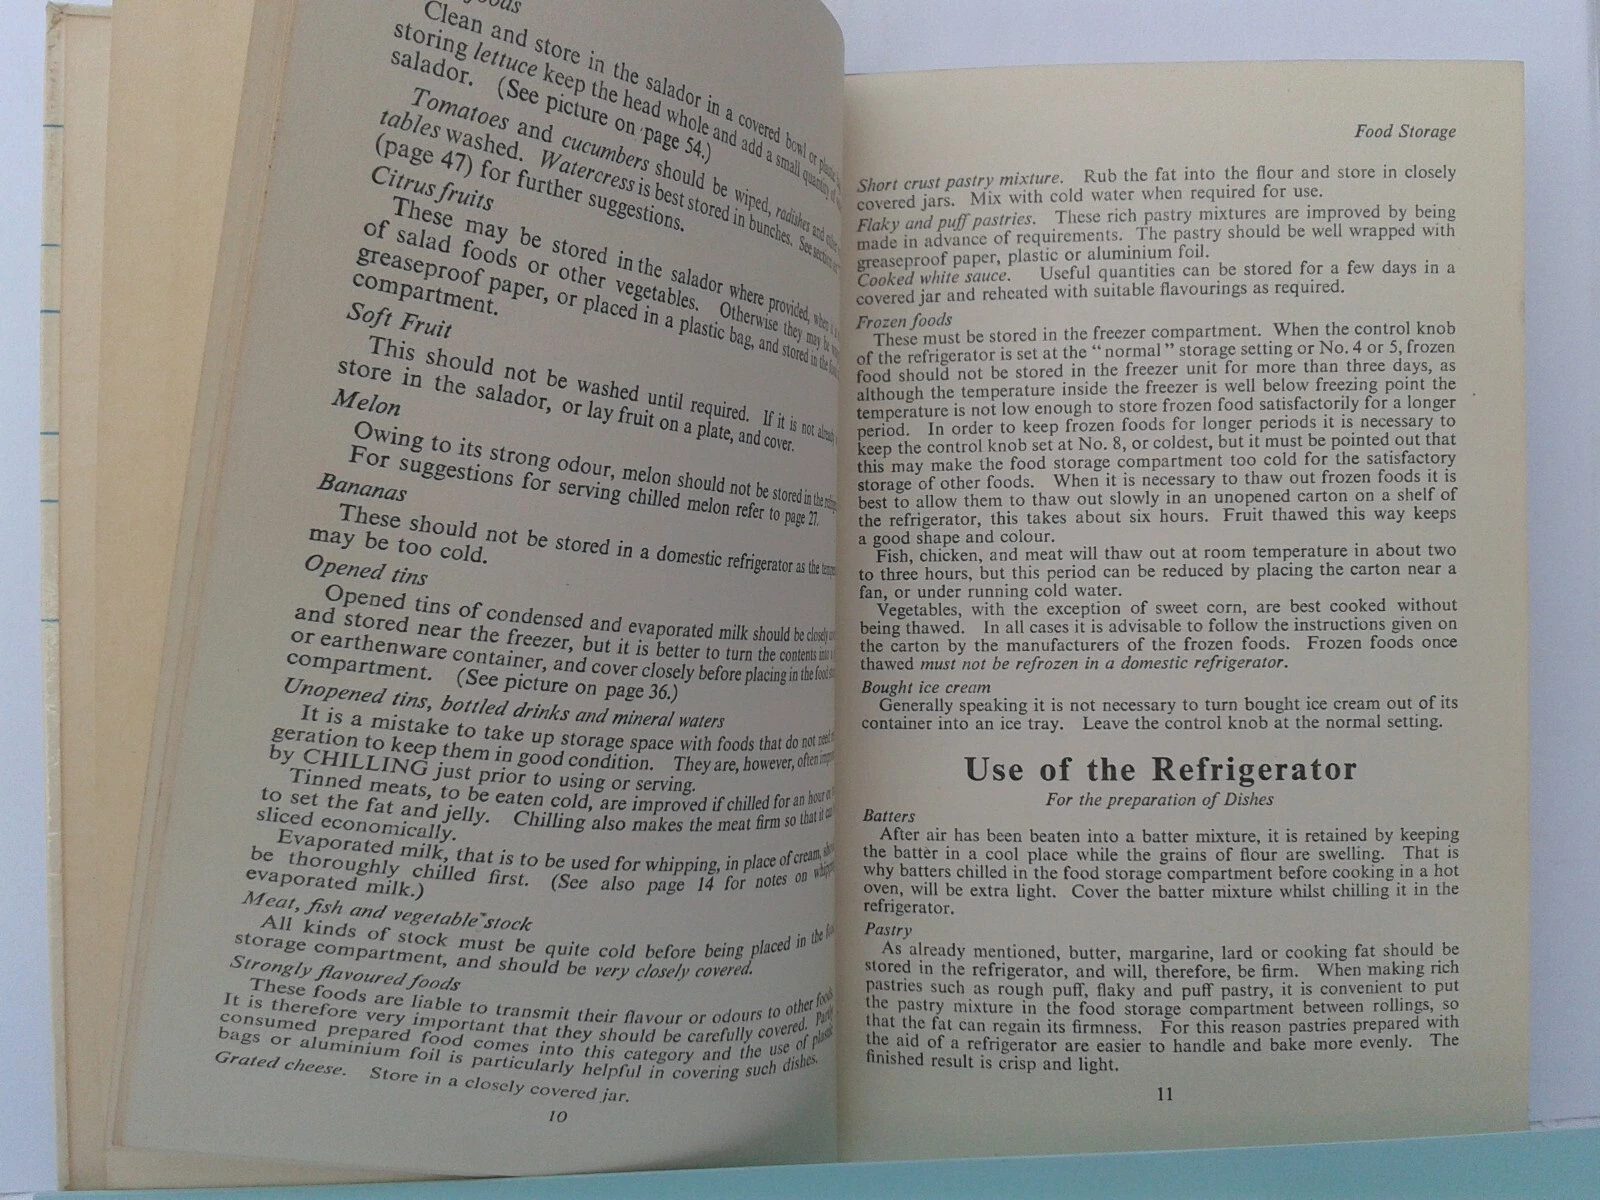 foods
Clean and store in the salador in a covered bowl or plastic
storing lettuce keep the head whole and add a small quantity of
salador. (See picture on page 54.)
Tomatoes and cucumbers should be wiped, radishes and other
tables washed. Watercress is best stored in bunches. See section on
(page 47) for further suggestions.
Citrus fruits
These may be stored in the salador where provided, when it is
of salad foods or other vegetables. Otherwise they may be
greaseproof paper, or placed in a plastic bag, and stored in the
compartment.
Soft Fruit
This should not be washed until required. If it is not already
store in the salador, or lay fruit on a plate, and cover.
Melon
Owing to its strong odour, melon should not be stored in the
For suggestions for serving chilled melon refer to page 27.
Bananas
These should not be stored in a domestic refrigerator as the
may be too cold.
Opened tins
Opened tins of condensed and evaporated milk should be closely
and stored near the freezer, but it is better to turn the contents into a
or earthenware container, and cover closely before placing in the food
compartment. (See picture on page 36.)
Unopened tins, bottled drinks and mineral waters
It is a mistake to take up storage space with foods that do not need
geration to keep them in good condition. They are, however, often
by CHILLING just prior to using or serving.
Tinned meats, to be eaten cold, are improved if chilled for an hour or
to set the fat and jelly. Chilling also makes the meat firm so that it can
sliced economically.
Evaporated milk, that is to be used for whipping, in place of cream,
be thoroughly chilled first. (See also page 14 for notes on
evaporated milk.)
Meat, fish and vegetable stock
All kinds of stock must be quite cold before being placed in the
storage compartment, and should be very closely covered.
Strongly flavoured foods
These foods are liable to transmit their flavour or odours to other foods.
It is therefore very important that they should be carefully covered. Partly
consumed prepared food comes into this category and the use of plastic
bags or aluminium foil is particularly helpful in covering such dishes.
Grated cheese. Store in a closely covered jar.
10
Food Storage
Short crust pastry mixture. Rub the fat into the flour and store in closely
covered jars. Mix with cold water when required for use.
Flaky and puff pastries. These rich pastry mixtures are improved by being
made in advance of requirements. The pastry should be well wrapped with
greaseproof paper, plastic or aluminium foil.
Cooked white sauce. Useful quantities can be stored for a few days in a
covered jar and reheated with suitable flavourings as required.
Frozen foods
These must be stored in the freezer compartment. When the control knob
of the refrigerator is set at the "normal" storage setting or No. 4 or 5, frozen
food should not be stored in the freezer unit for more than three days, as
although the temperature inside the freezer is well below freezing point the
temperature is not low enough to store frozen food satisfactorily for a longer
period. In order to keep frozen foods for longer periods it is necessary to
keep the control knob set at No. 8, or coldest, but it must be pointed out that
this may make the food storage compartment too cold for the satisfactory
storage of other foods. When it is necessary to thaw out frozen foods it is
best to allow them to thaw out slowly in an unopened carton on a shelf of
the refrigerator, this takes about six hours. Fruit thawed this way keeps
a good shape and colour.
Fish, chicken, and meat will thaw out at room temperature in about two
to three hours, but this period can be reduced by placing the carton near a
fan, or under running cold water.
Vegetables, with the exception of sweet corn, are best cooked without
being thawed. In all cases it is advisable to follow the instructions given on
the carton by the manufacturers of the frozen foods. Frozen foods once
thawed must not be refrozen in a domestic refrigerator.
Bought ice cream
Generally speaking it is not necessary to turn bought ice cream out of its
container into an ice tray. Leave the control knob at the normal setting.
Use of the Refrigerator
For the preparation of Dishes
Batters
After air has been beaten into a batter mixture, it is retained by keeping
the batter in a cool place while the grains of flour are swelling. That is
why batters chilled in the food storage compartment before cooking in a hot
oven, will be extra light. Cover the batter mixture whilst chilling it in the
refrigerator.
Pastry
As already mentioned, butter, margarine, lard or cooking fat should be
stored in the refrigerator, and will, therefore, be firm. When making rich
pastries such as rough puff, flaky and puff pastry, it is convenient to put
the pastry mixture in the food storage compartment between rollings, so
that the fat can regain its firmness. For this reason pastries prepared with
the aid of a refrigerator are easier to handle and bake more evenly. The
finished result is crisp and light.
11